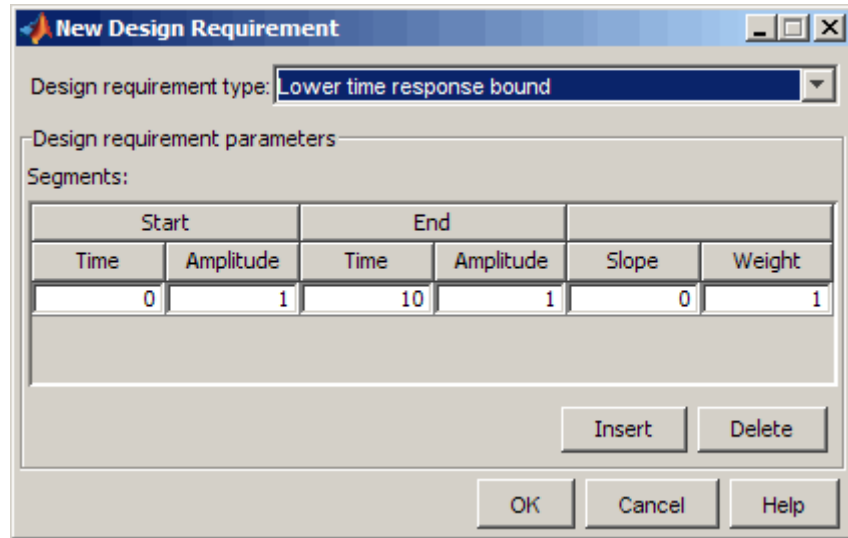 New Design Requirement
Design requirement type: Lower time response bound
Design requirement parameters
Segments:
Start End
Time Amplitude Time Amplitude Slope Weight
0 1 10 1 0 1
Insert Delete
OK Cancel Help